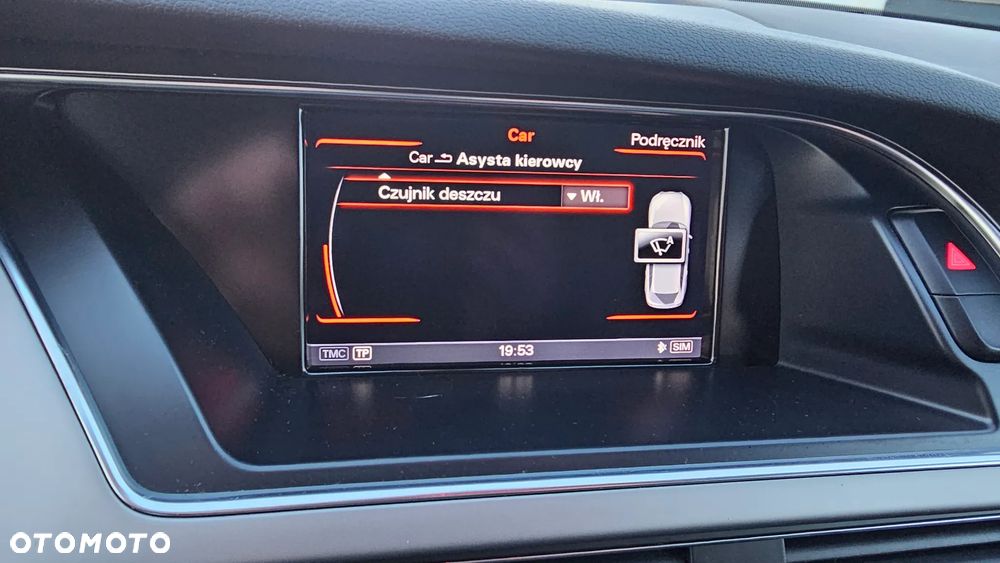 Car
Podręcznik
Car Asysta kierowcy
Czujnik deszczu Wł.
A
TMC TP 19:53 SIM
OTOMOTO